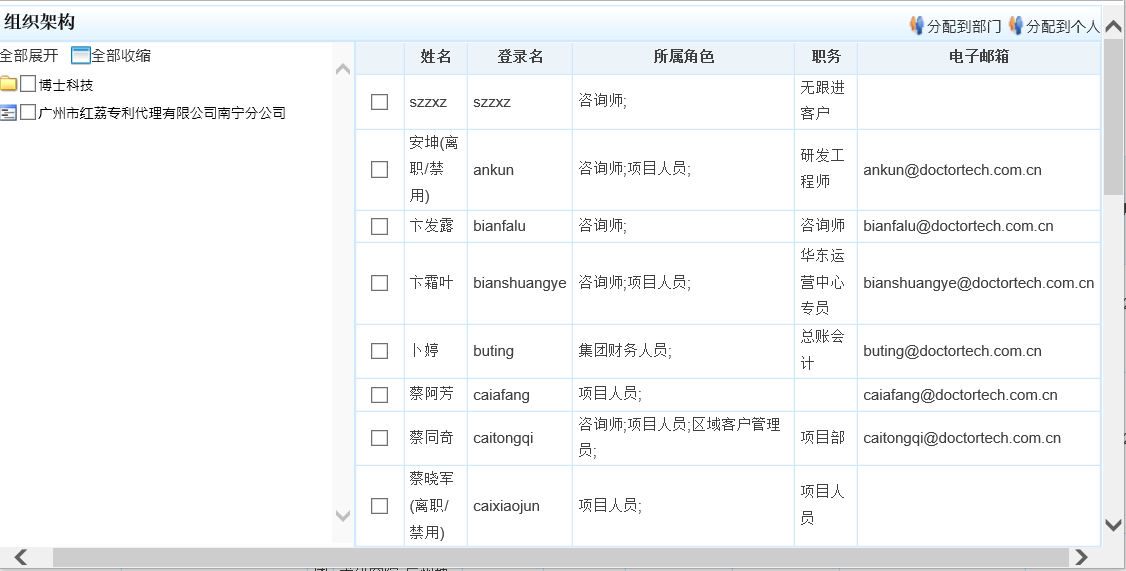 组织架构
分配到部门 分配到个人
全部展开 全部收缩
博士科技
广州市红荔专利代理有限公司南宁分公司
姓名 登录名 所属角色 职务 电子邮箱
szzxz szzxz 咨询师; 无跟进
客户
安坤(离
职/禁
用) ankun 咨询师;项目人员; 研发工
程师 ankun@doctortech.com.cn
卞发露 bianfalu 咨询师; 咨询师 bianfalu@doctortech.com.cn
卞霜叶 bianshuangye 咨询师;项目人员; 华东运
营中心
专员 bianshuangye@doctortech.com.cn
卜婷 buting 集团财务人员; 总账会
计 buting@doctortech.com.cn
蔡阿芳 caiafang 项目人员; caiafang@doctortech.com.cn
蔡同奇 caitongqi 咨询师;项目人员;区域客户管理
员; 项目部 caitongqi@doctortech.com.cn
蔡晓军
(离职/
禁用) caixiaojun 项目人员; 项目人
员